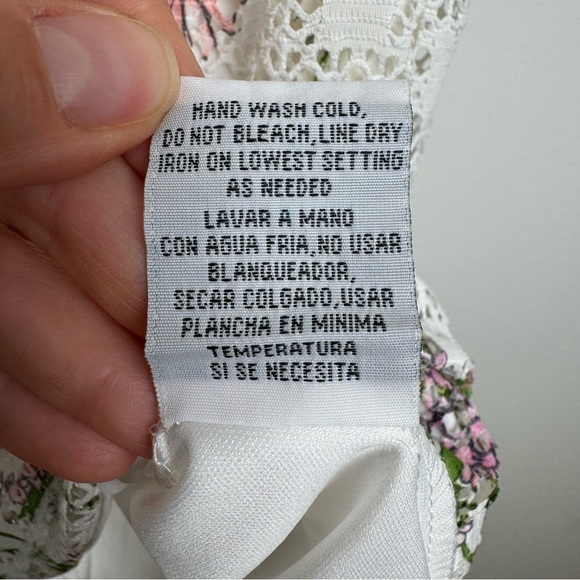 HAND WASH COLD,
DO NOT BLEACH, LINE DRY
IRON ON LOWEST SETTING
AS NEEDED
LAVAR A MANO
CON AGUA FRIA, NO USAR
BLANQUEADOR,
SECAR COLGADO, USAR
PLANCHA EN MINIMA
TEMPERATURA
SI SE NECESITA